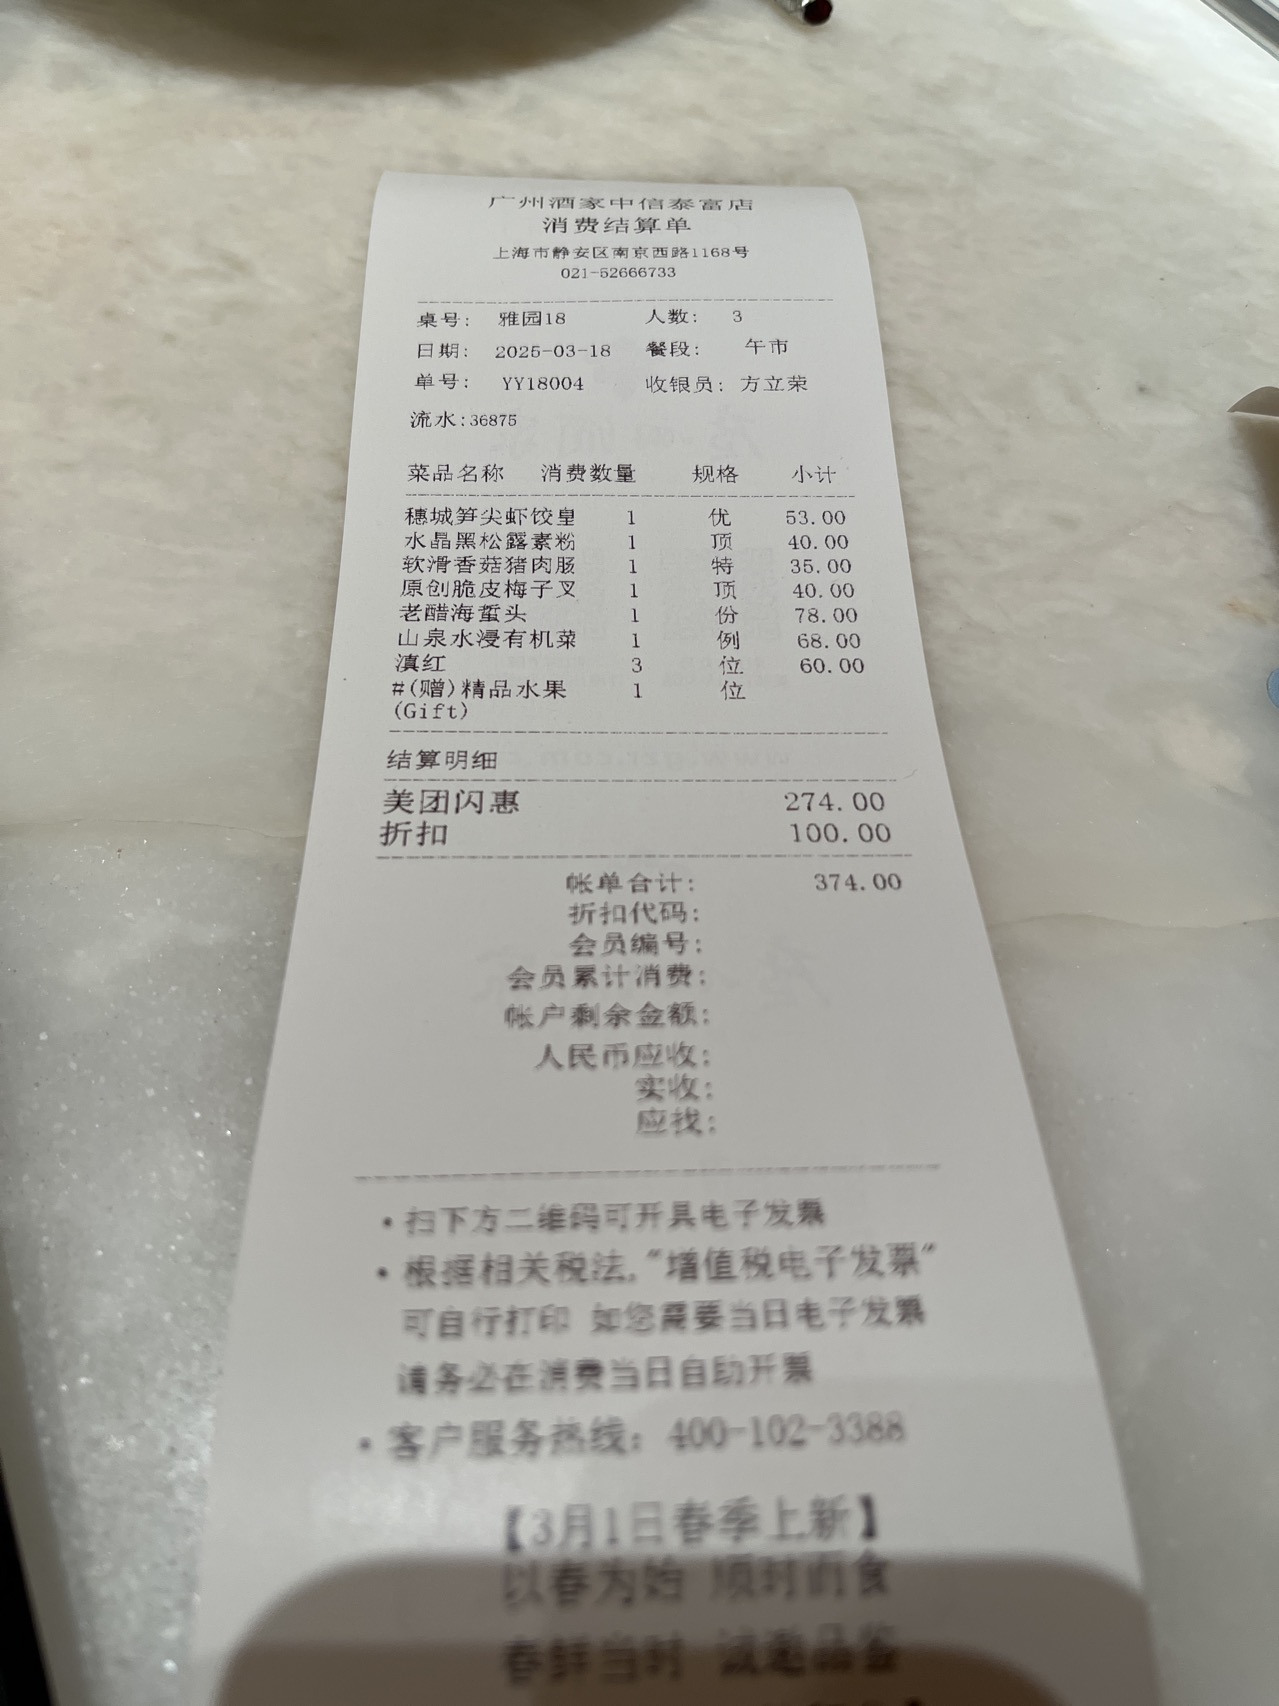 广州酒家中信泰富店
消费结算单
上海市静安区南京西路1168号
021-52666733
桌号: 雅园18 人数: 3
日期: 2025-03-18 餐段: 午市
单号: YY18004 收银员: 方立荣
流水:36875
菜品名称 消费数量 规格 小计
穗城笋尖虾饺皇 1 优 53.00
水晶黑松露素粉 1 顶 40.00
软滑香菇猪肉肠 1 特 35.00
原创脆皮梅子叉 1 顶 40.00
老醋海蜇头 1 份 78.00
山泉水浸有机菜 1 例 68.00
滇红 3 位 60.00
#(赠)精品水果 1 位
(Gift)
结算明细
美团闪惠 274.00
折扣 100.00
帐单合计: 374.00
折扣代码:
会员编号:
会员累计消费:
帐户剩余金额:
人民币应收:
实收:
应找:
• 扫下方二维码可开具电子发票
• 根据相关税法,"增值税电子发票"
可自行打印 如您需要当日电子发票
请务必在消费当日自助开票
• 客户服务热线: 400-102-3388
【3月1日春季上新】
以春为始 顺时而食
春鲜当时 诚邀品鉴